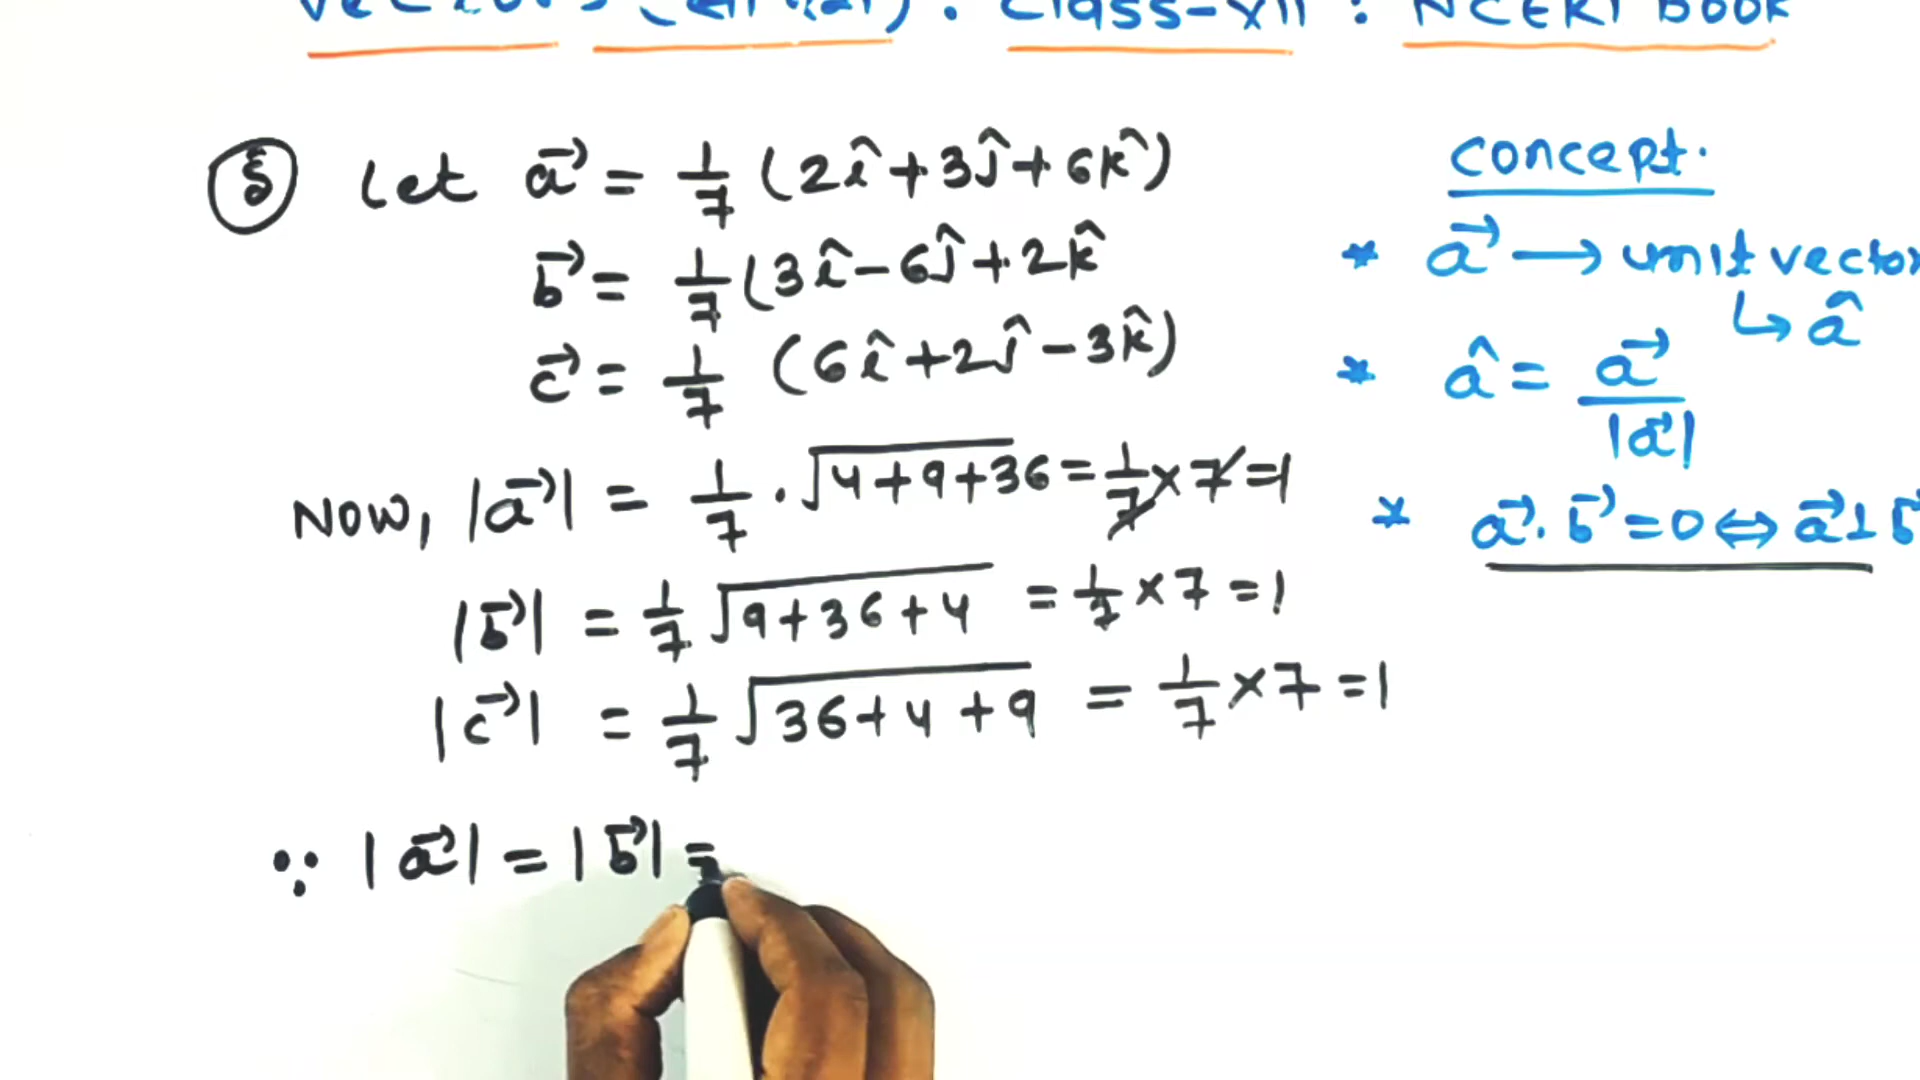 Class-XII : NCERT Book
⑤ Let a⃗ = 1/7 (2î+3ĵ+6k̂)
b⃗ = 1/7 (3î-6ĵ+2k̂
c⃗ = 1/7 (6î+2ĵ-3k̂)
Now, |a⃗| = 1/7 . √(4+9+36) = 1/7 × 7 = 1
|b⃗| = 1/7 √(9+36+4) = 1/7 × 7 = 1
|c⃗| = 1/7 √(36+4+9) = 1/7 × 7 = 1
∵ |a⃗| = |b⃗| =
concept.
* a⃗ → unit vector
↳ â
* â = a⃗/|a⃗|
* a⃗. b⃗ = 0 ⇔ a⃗ ⊥ b⃗